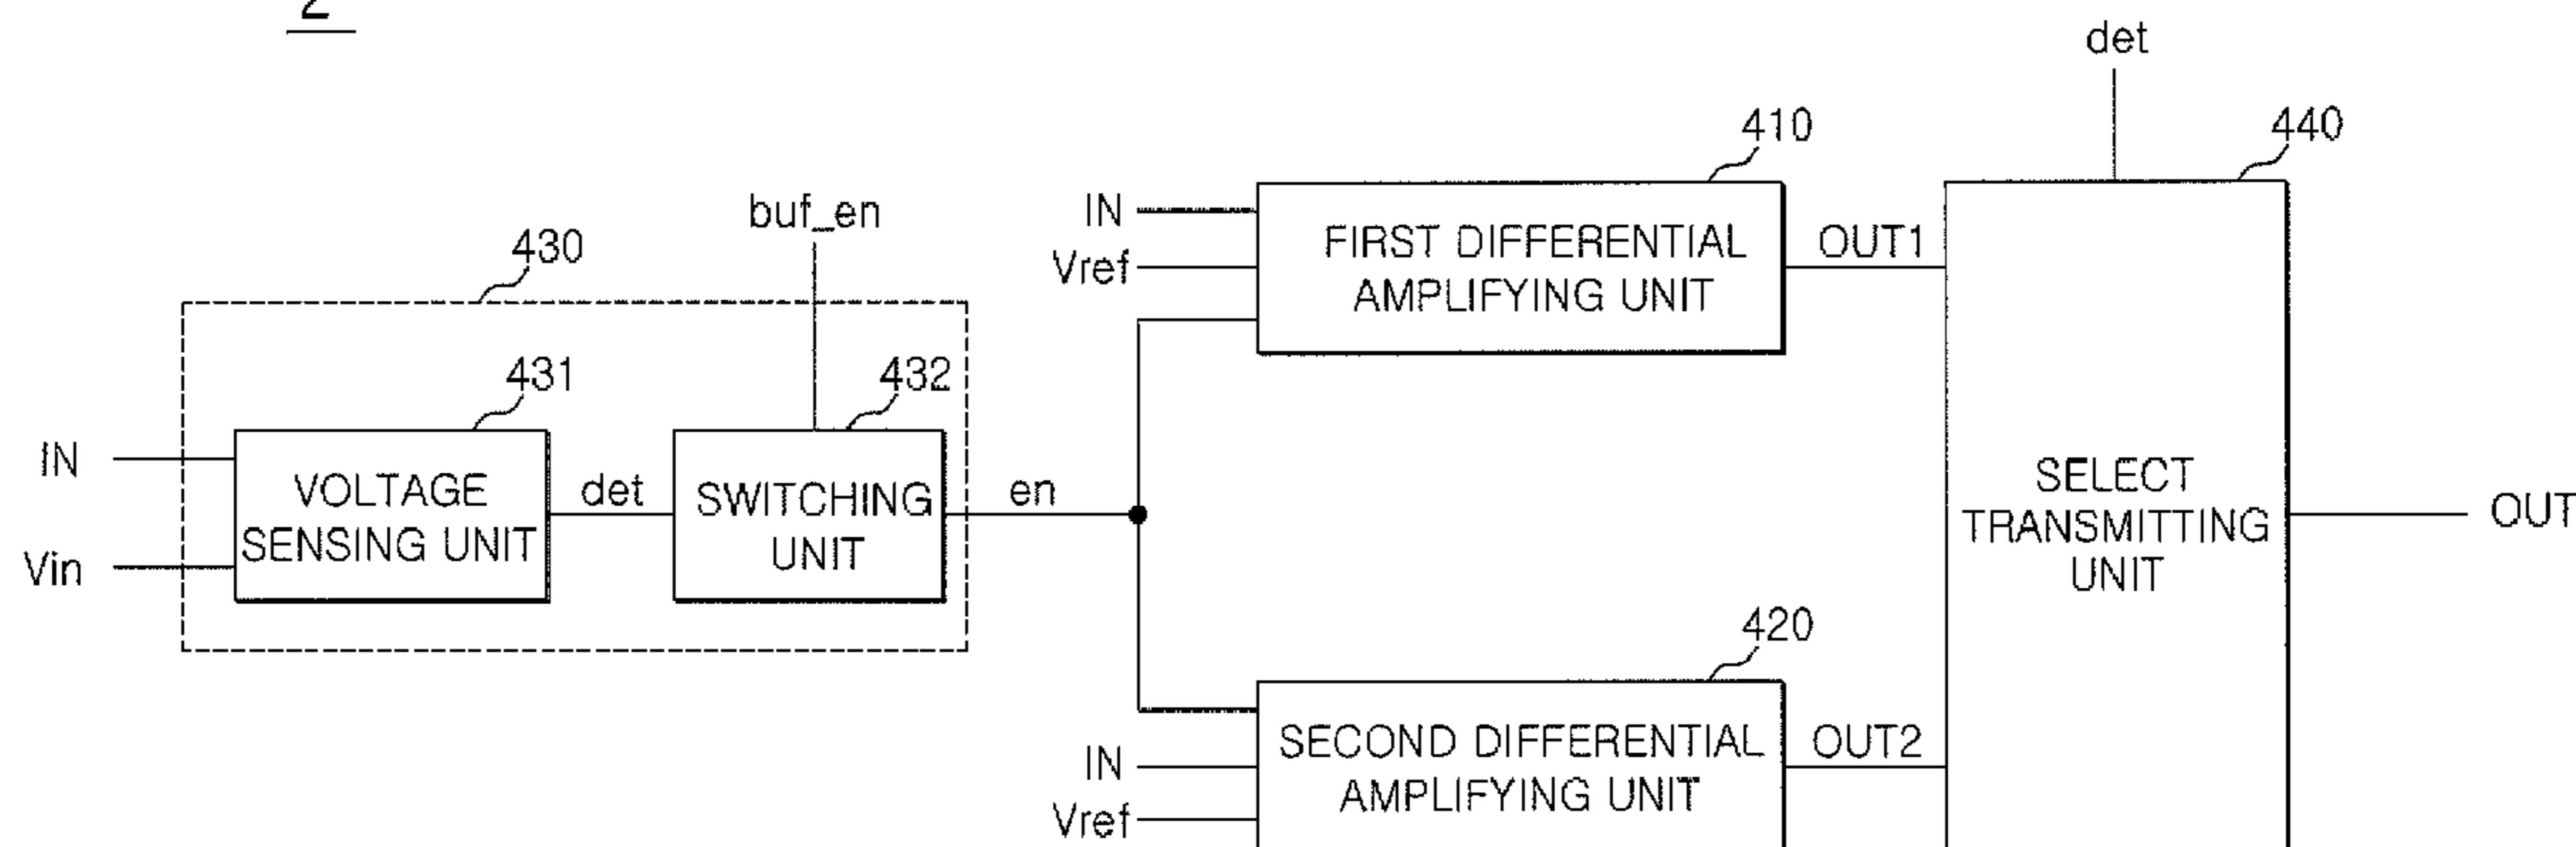 2
det
410
440
buf_en
IN
430
FIRST DIFFERENTIAL
AMPLIFYING UNIT
OUT1
Vref
431
432
IN
VOLTAGE
SENSING UNIT
det
SWITCHING
UNIT
en
SELECT
TRANSMITTING
UNIT
OUT
Vin
420
SECOND DIFFERENTIAL
AMPLIFYING UNIT
OUT2
IN
Vref